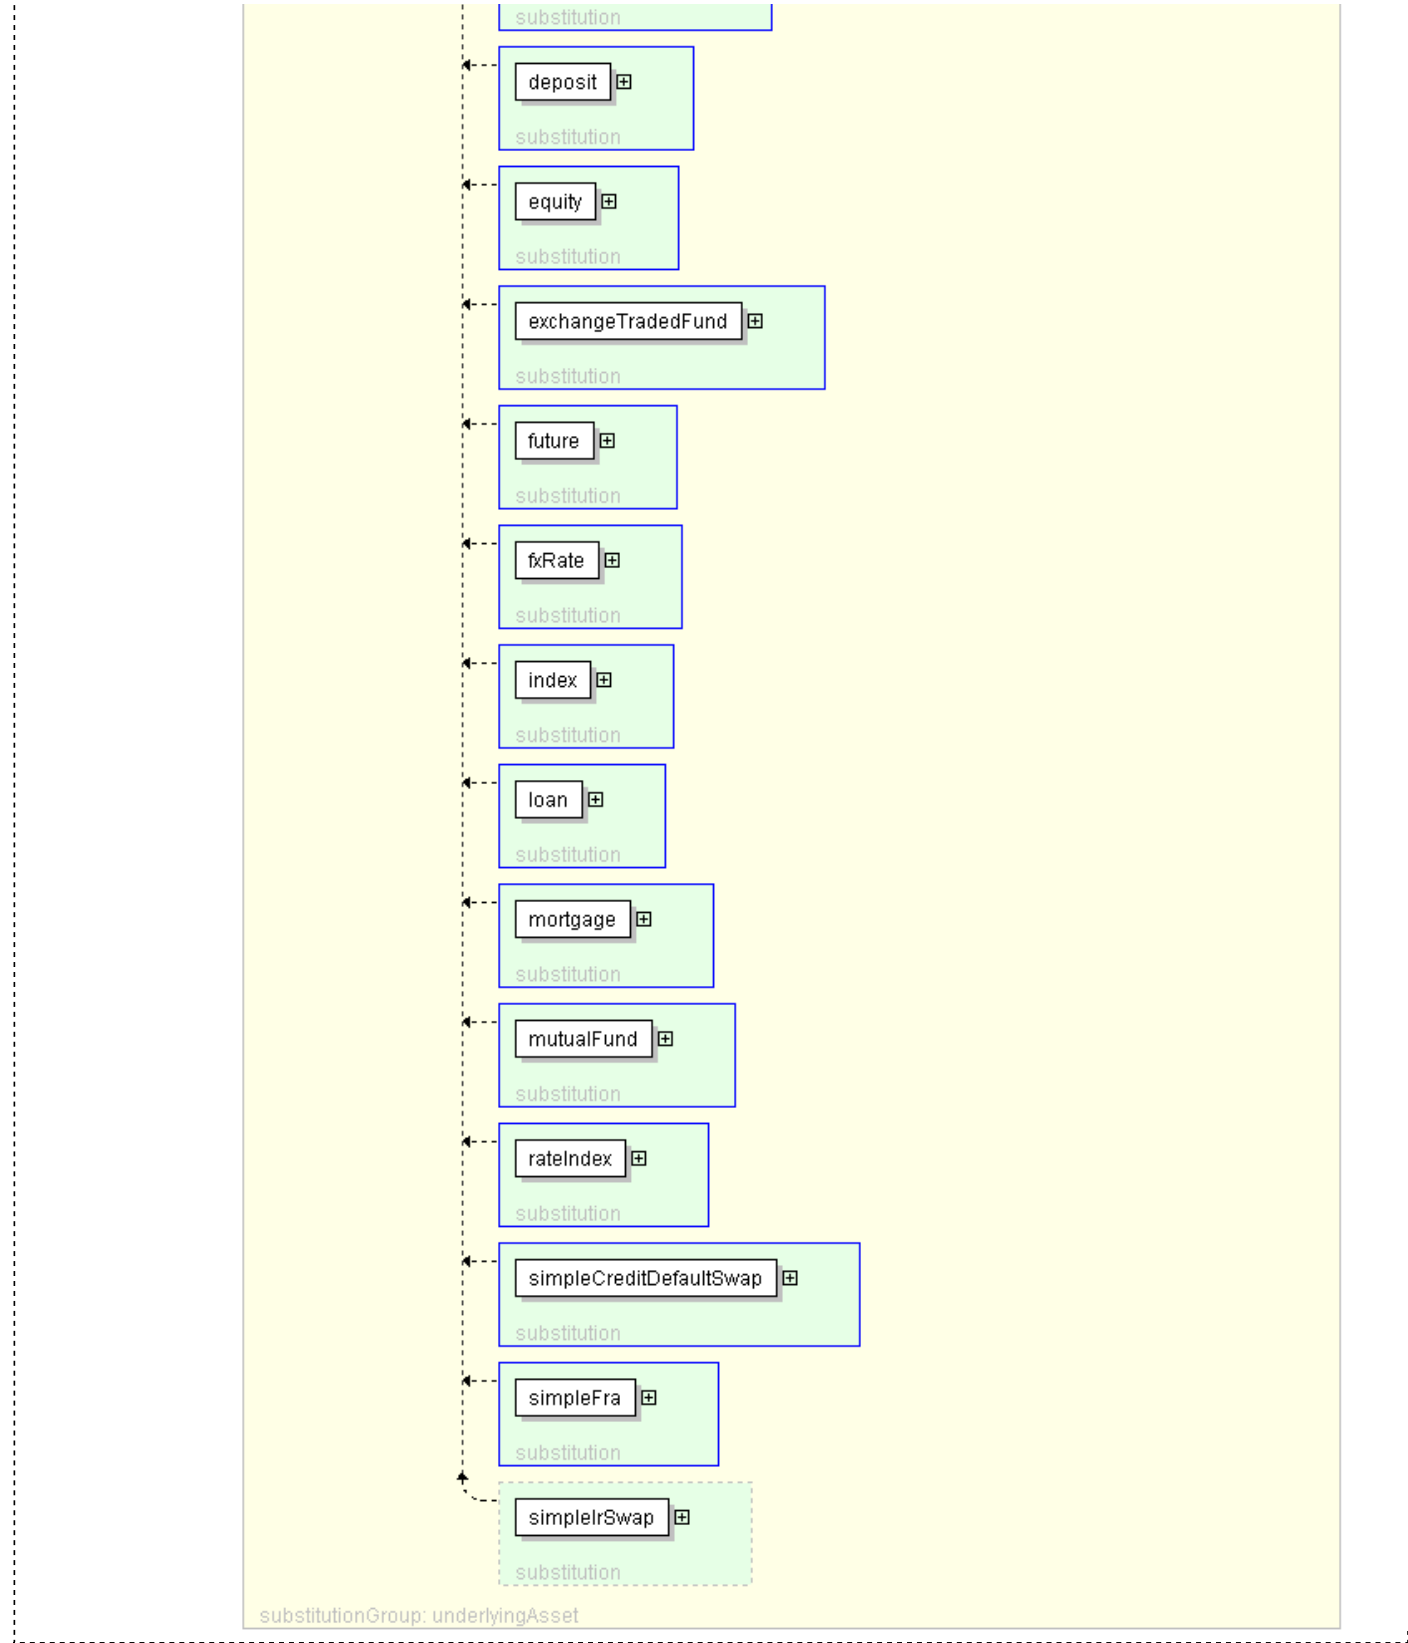 substitution
deposit
substitution
equity
substitution
exchangeTradedFund
substitution
future
substitution
fxRate
substitution
index
substitution
loan
substitution
mortgage
substitution
mutualFund
substitution
rateIndex
substitution
simpleCreditDefaultSwap
substitution
simpleFra
substitution
simpleIrSwap
substitution
substitutionGroup: underlyingAsset